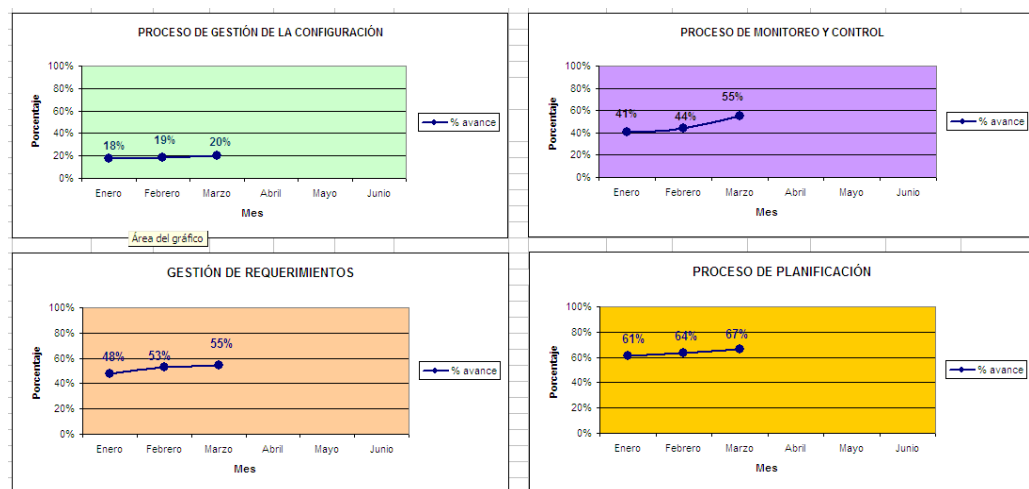 PROCESO DE GESTIÓN DE LA CONFIGURACIÓN
Porcentaje
100%
80%
60%
40%
20%
0%
18%
19%
20%
Enero
Febrero
Marzo
Abril
Mayo
Junio
Mes
% avance
Área del gráfico
PROCESO DE MONITOREO Y CONTROL
Porcentaje
100%
80%
60%
40%
20%
0%
41%
44%
55%
Enero
Febrero
Marzo
Abril
Mayo
Junio
Mes
% avance
GESTIÓN DE REQUERIMIENTOS
Porcentaje
100%
80%
60%
40%
20%
0%
48%
53%
55%
Enero
Febrero
Marzo
Abril
Mayo
Junio
Mes
% avance
PROCESO DE PLANIFICACIÓN
Porcentaje
100%
80%
60%
40%
20%
0%
61%
64%
67%
Enero
Febrero
Marzo
Abril
Mayo
Junio
Mes
% avance